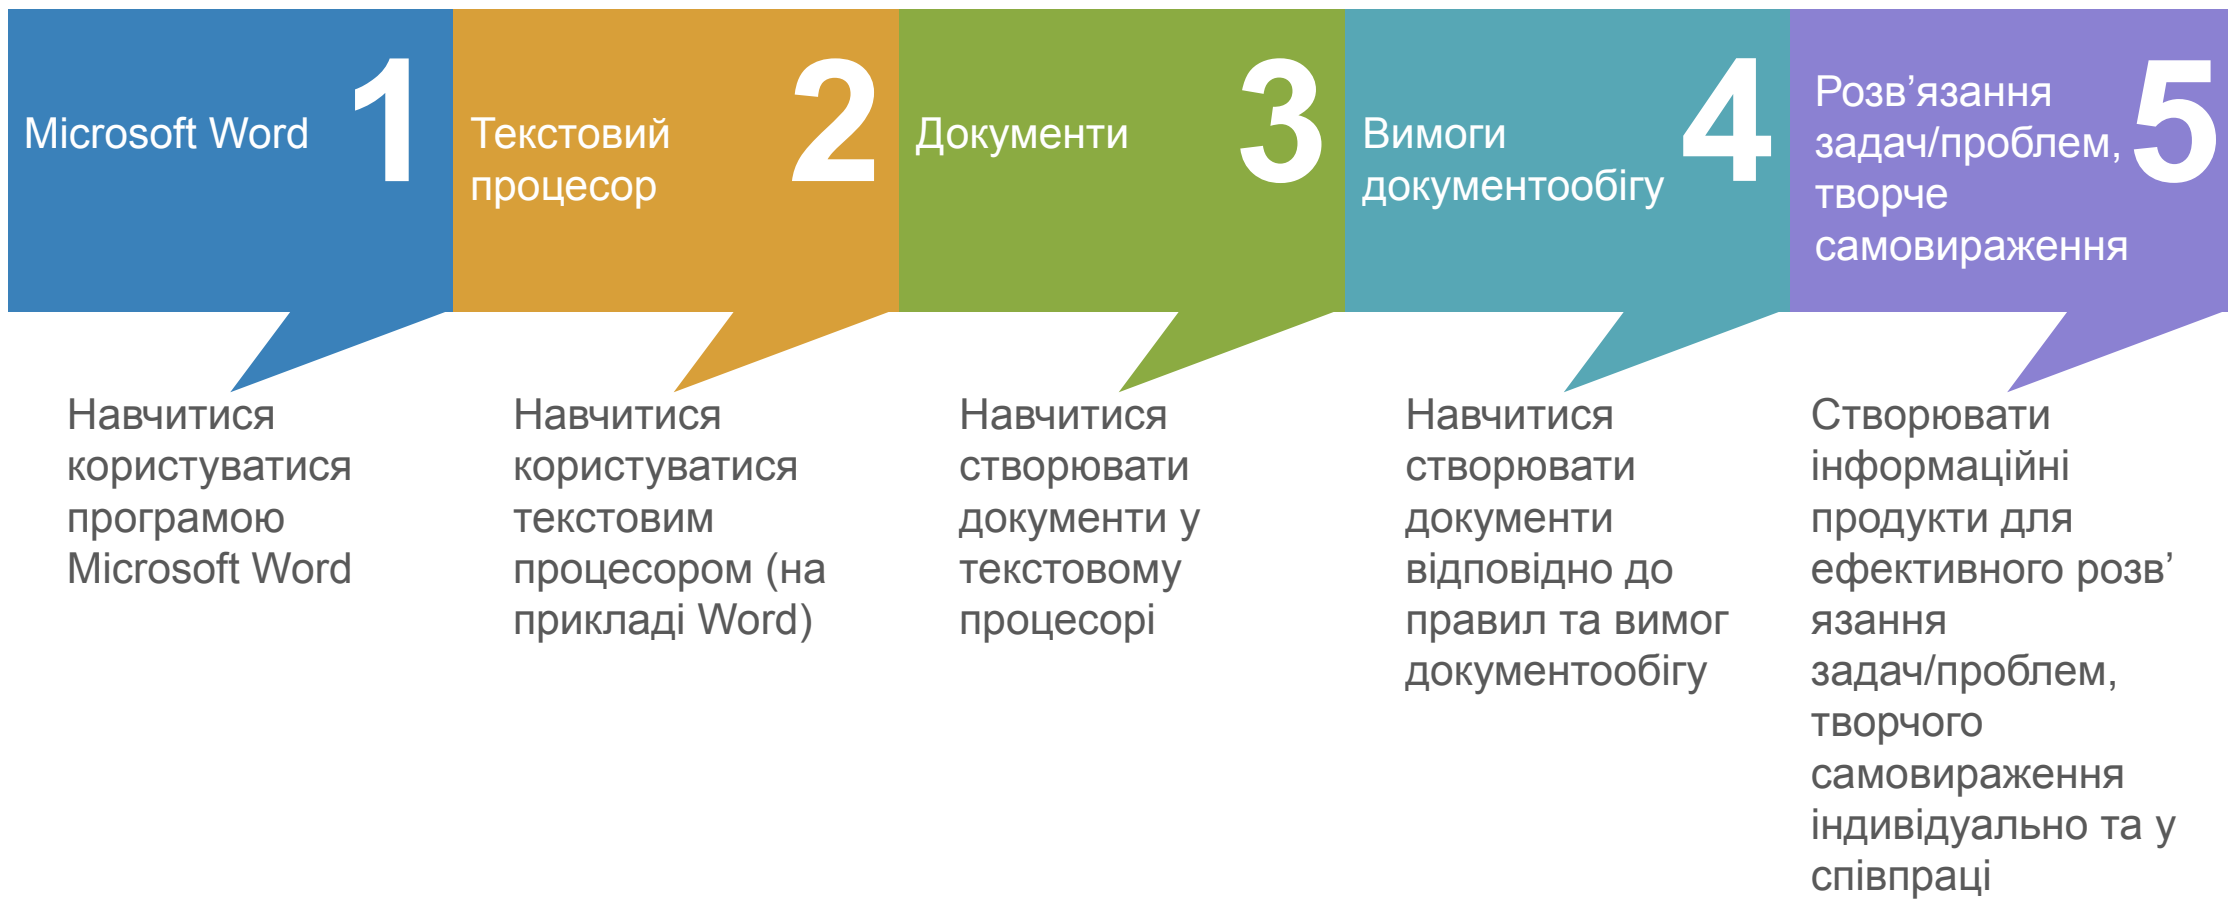 Microsoft Word
1
Текстовий
процесор
2
Документи
3
Вимоги
документообігу
4
Розв’язання
задач/проблем,
творче
самовираження
5
Навчитися
користуватися
програмою
Microsoft Word
Навчитися
користуватися
текстовим
процесором (на
прикладі Word)
Навчитися
створювати
документи у
текстовому
процесорі
Навчитися
створювати
документи
відповідно до
правил та вимог
документообігу
Створювати
інформаційні
продукти для
ефективного розв’
язання
задач/проблем,
творчого
самовираження
індивідуально та у
співпраці